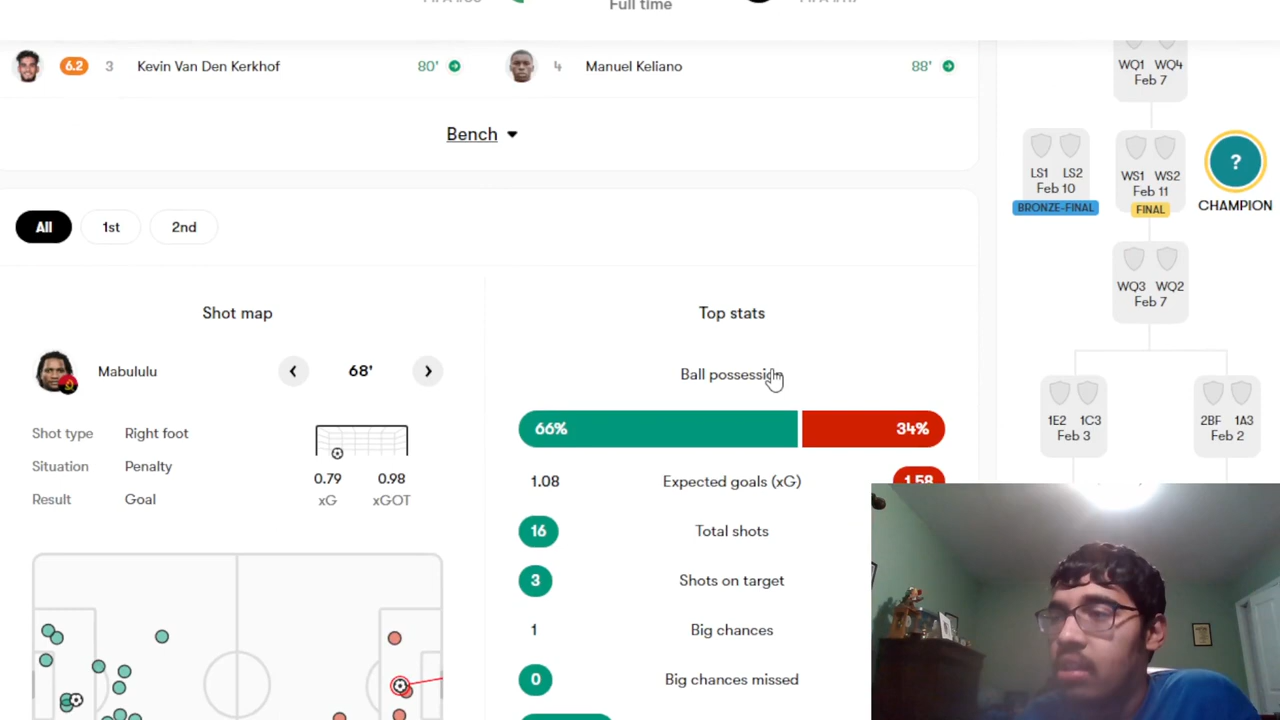 Full time
6.2 3 Kevin Van Den Kerkhof 80'
4 Manuel Keliano 88'
Bench
All 1st 2nd
Shot map
Mabululu 68'
Shot type Right foot
Situation Penalty
Result Goal
0.79 0.98
xG xGOT
Top stats
Ball possession
66% 34%
1.08 Expected goals (xG) 1.58
16 Total shots
3 Shots on target
1 Big chances
0 Big chances missed
WQ1 WQ4
Feb 7
LS1 LS2
Feb 10
BRONZE-FINAL
WS1 WS2
Feb 11
FINAL
?
CHAMPION
WQ3 WQ2
Feb 7
1E2 1C3
Feb 3
2BF 1A3
Feb 2